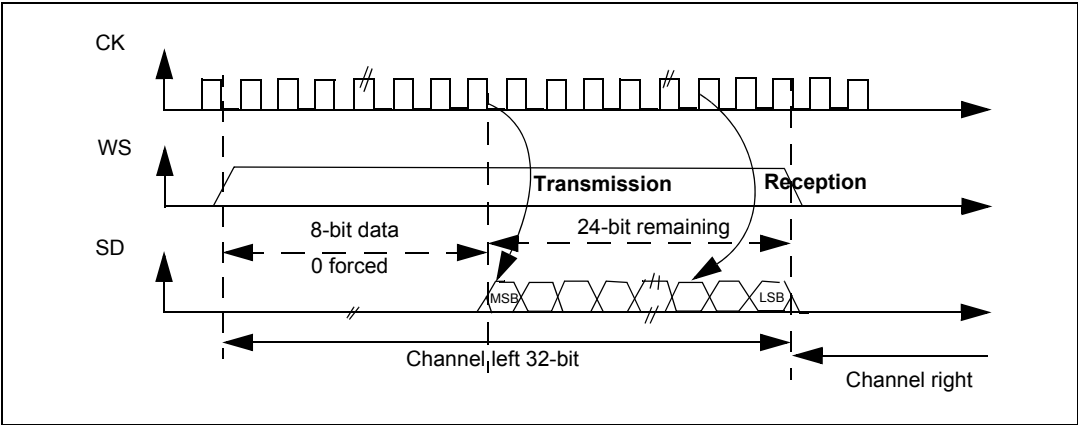 CK
WS
Transmission
Reception
8-bit data
0 forced
24-bit remaining
SD
MSB
LSB
Channel left 32-bit
Channel right